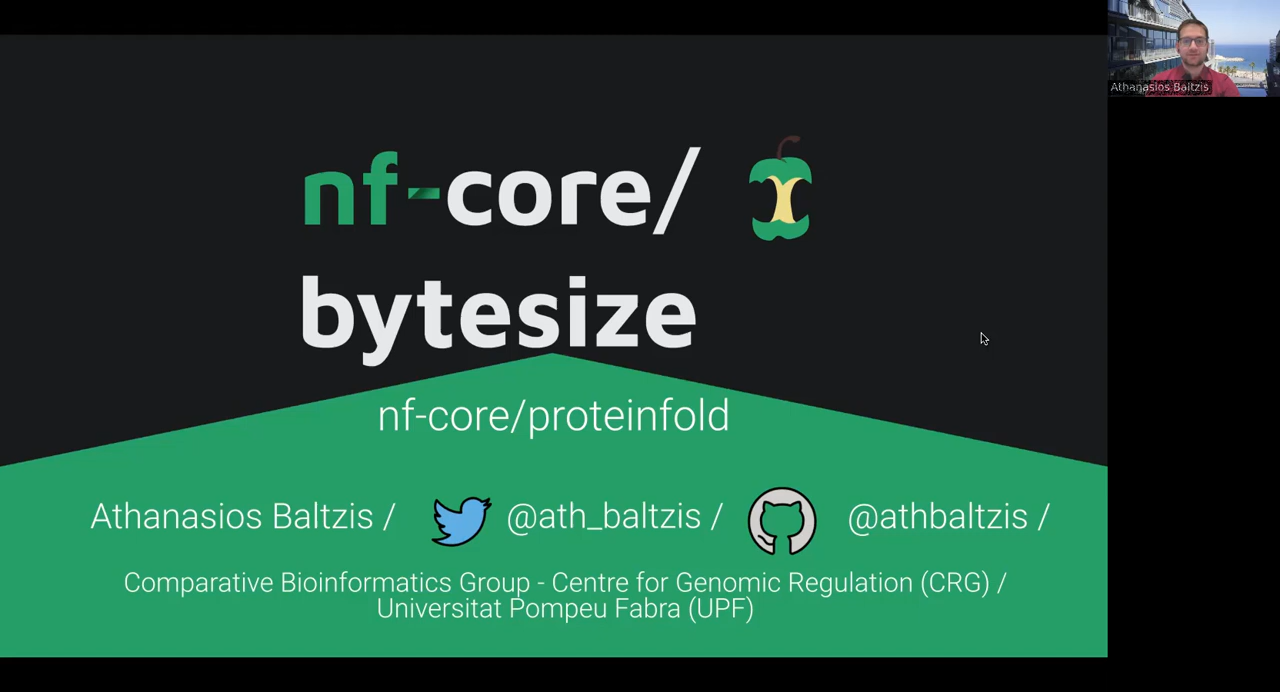 nf-core/
bytesize
nf-core/proteinfold
Athanasios Baltzis / @ath_baltzis / @athbaltzis /
Comparative Bioinformatics Group - Centre for Genomic Regulation (CRG) /
Universitat Pompeu Fabra (UPF)
Athanasios Baltzis